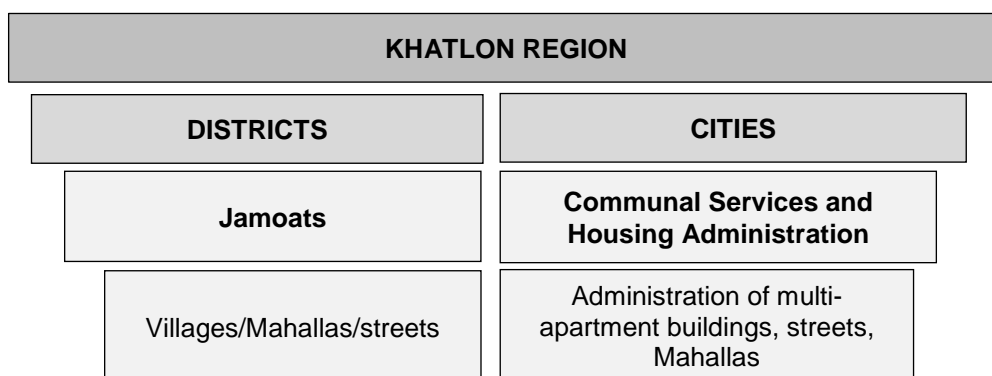 KHATLON REGION
DISTRICTS
CITIES
Jamoats
Communal Services and
Housing Administration
Villages/Mahallas/streets
Administration of multi-
apartment buildings, streets,
Mahallas